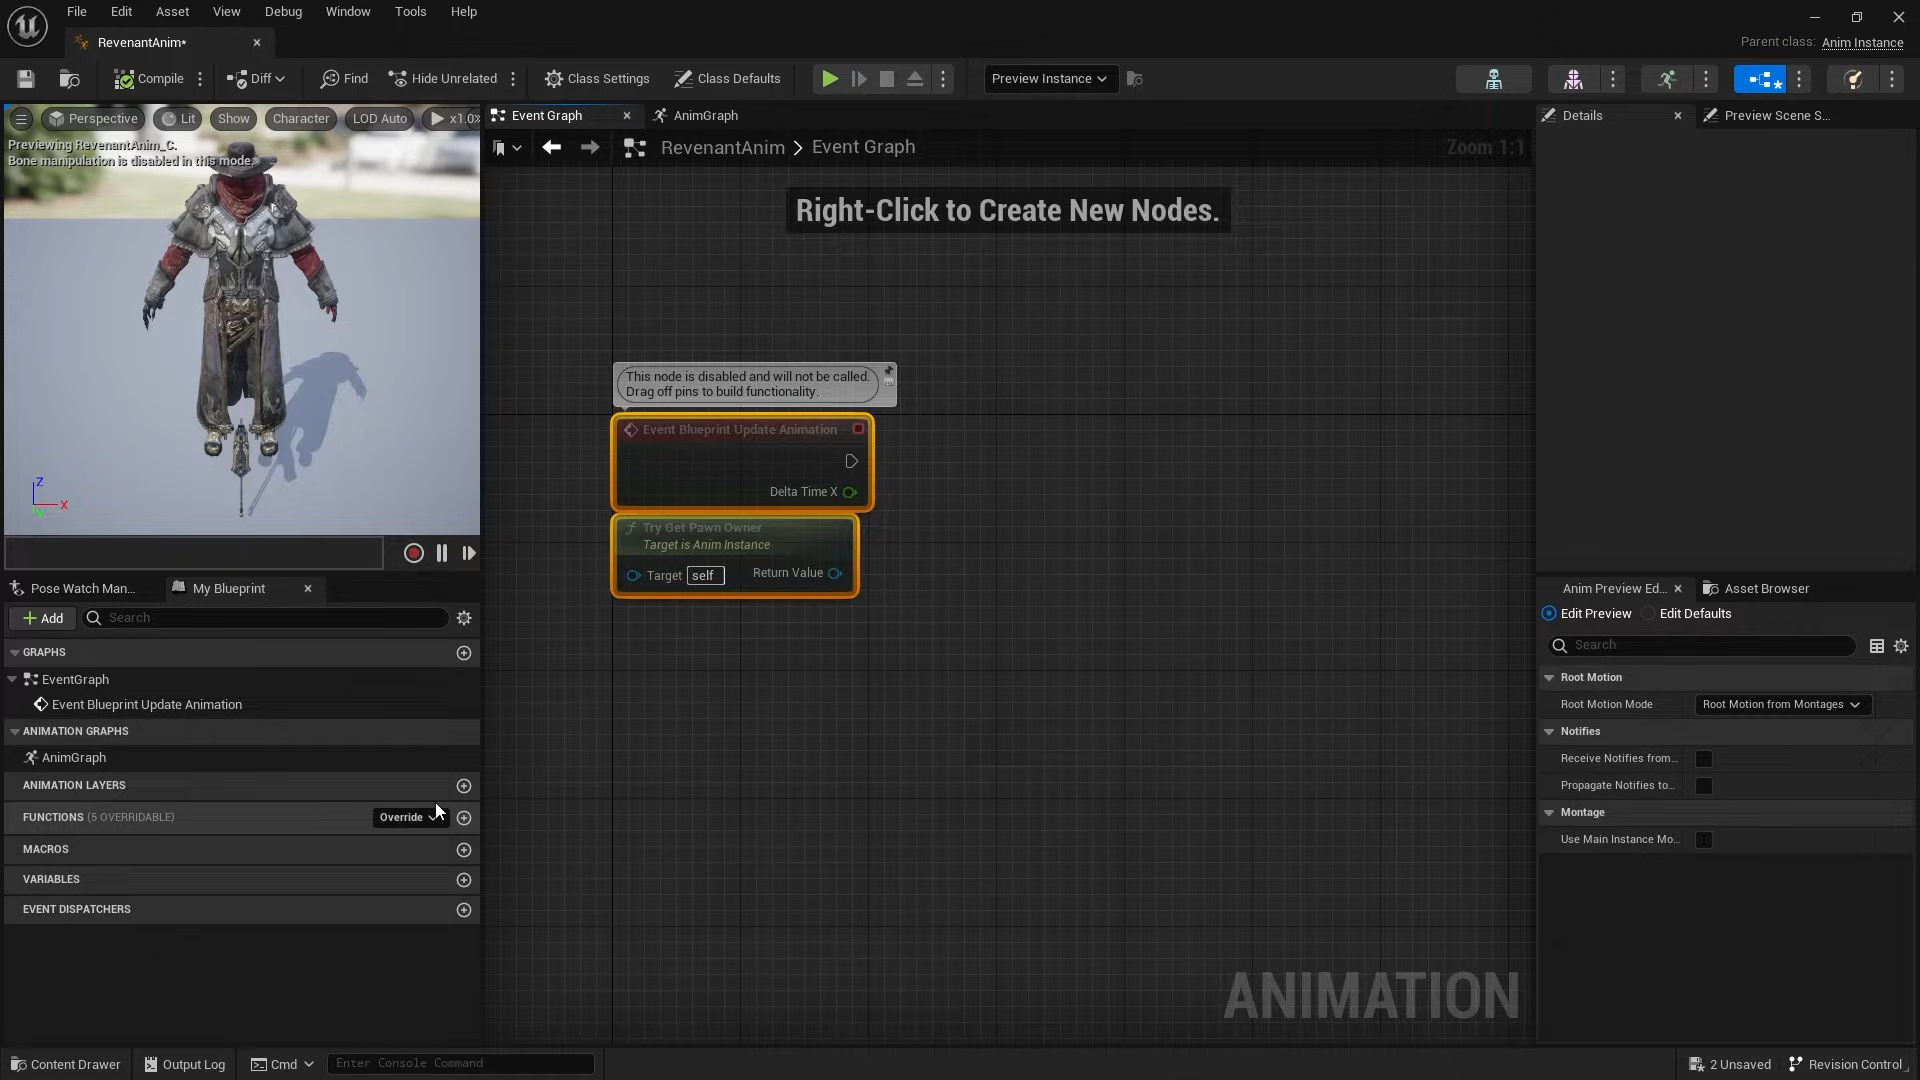 File Edit Asset View Debug Window Tools Help
RevenantAnim*
Parent class: Anim Instance
Compile Diff Find Hide Unrelated Class Settings Class Defaults Preview Instance
Perspective Lit Show Character LOD Auto x1.0
Previewing RevenantAnim_C.
Bone manipulation is disabled in this mode.
Z
X
Y
Event Graph AnimGraph
RevenantAnim > Event Graph
Zoom 1:1
Right-Click to Create New Nodes.
This node is disabled and will not be called.
Drag off pins to build functionality.
Event Blueprint Update Animation
Delta Time X
f Try Get Pawn Owner
Target is Anim Instance
Target self Return Value
ANIMATION
Pose Watch Man... My Blueprint
+ Add Search
GRAPHS
EventGraph
Event Blueprint Update Animation
ANIMATION GRAPHS
AnimGraph
ANIMATION LAYERS
FUNCTIONS (5 OVERRIDABLE) Override
MACROS
VARIABLES
EVENT DISPATCHERS
Details Preview Scene S...
Anim Preview Ed... Asset Browser
Edit Preview Edit Defaults
Search
Root Motion
Root Motion Mode Root Motion from Montages
Notifies
Receive Notifies from...
Propagate Notifies to...
Montage
Use Main Instance Mo...
Content Drawer Output Log Cmd Enter Console Command
2 Unsaved Revision Control